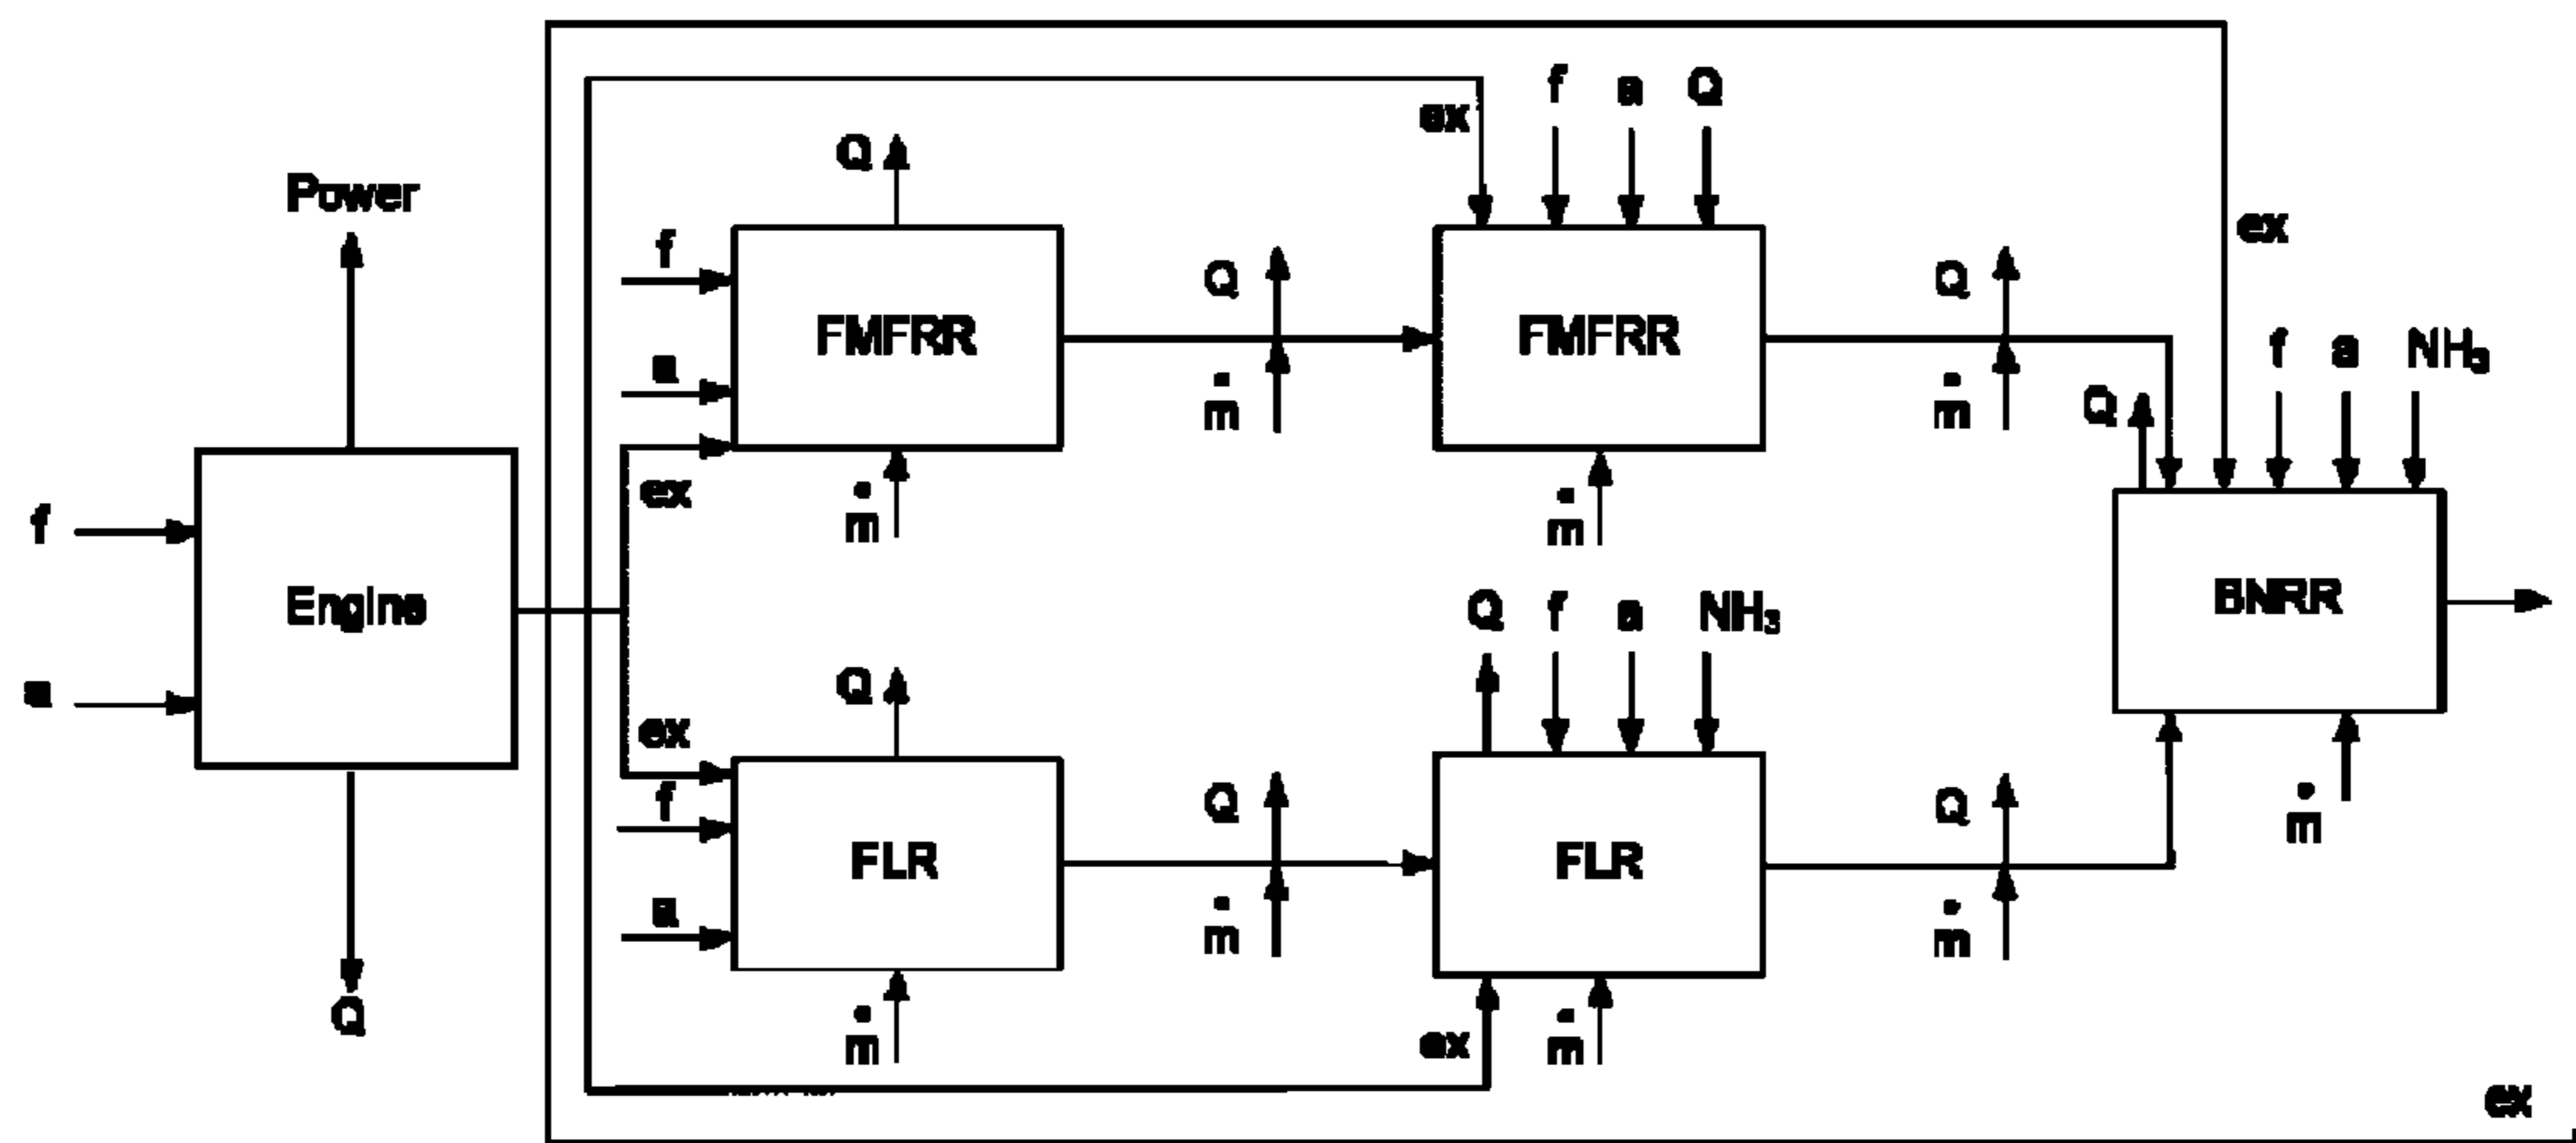 f a Q
ex
Q
Power
ex
f
Q
Q
FMFRR
FMFRR
f a NH₃
a
Q
ṁ
ṁ
ex
ṁ
ṁ
f
Engine
BNRR
Q f a NH₃
a
ex
Q
f
Q
Q
ṁ
FLR
FLR
a
ṁ
ṁ
Q
ṁ
ex
ṁ
ex